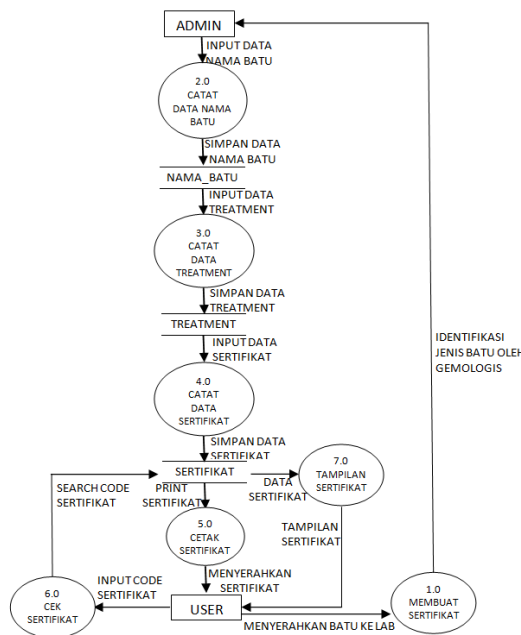 ADMIN
INPUT DATA
NAMA BATU
2.0
CATAT
DATA NAMA
BATU
SIMPAN DATA
NAMA BATU
NAMA_BATU
INPUT DATA
TREATMENT
3.0
CATAT
DATA
TREATMENT
SIMPAN DATA
TREATMENT
TREATMENT
INPUT DATA
SERTIFIKAT
IDENTIFIKASI
JENIS BATU OLEH
GEMOLOGIS
4.0
CATAT
DATA
SERTIFIKAT
SIMPAN DATA
SERTIFIKAT
SERTIFIKAT
SEARCH CODE
SERTIFIKAT
PRINT
SERTIFIKAT
DATA
SERTIFIKAT
7.0
TAMPILAN
SERTIFIKAT
5.0
CETAK
SERTIFIKAT
TAMPILAN
SERTIFIKAT
MENYERAHKAN
SERTIFIKAT
INPUT CODE
SERTIFIKAT
6.0
CEK
SERTIFIKAT
USER
MENYERAHKAN BATU KE LAB
1.0
MEMBUAT
SERTIFIKAT